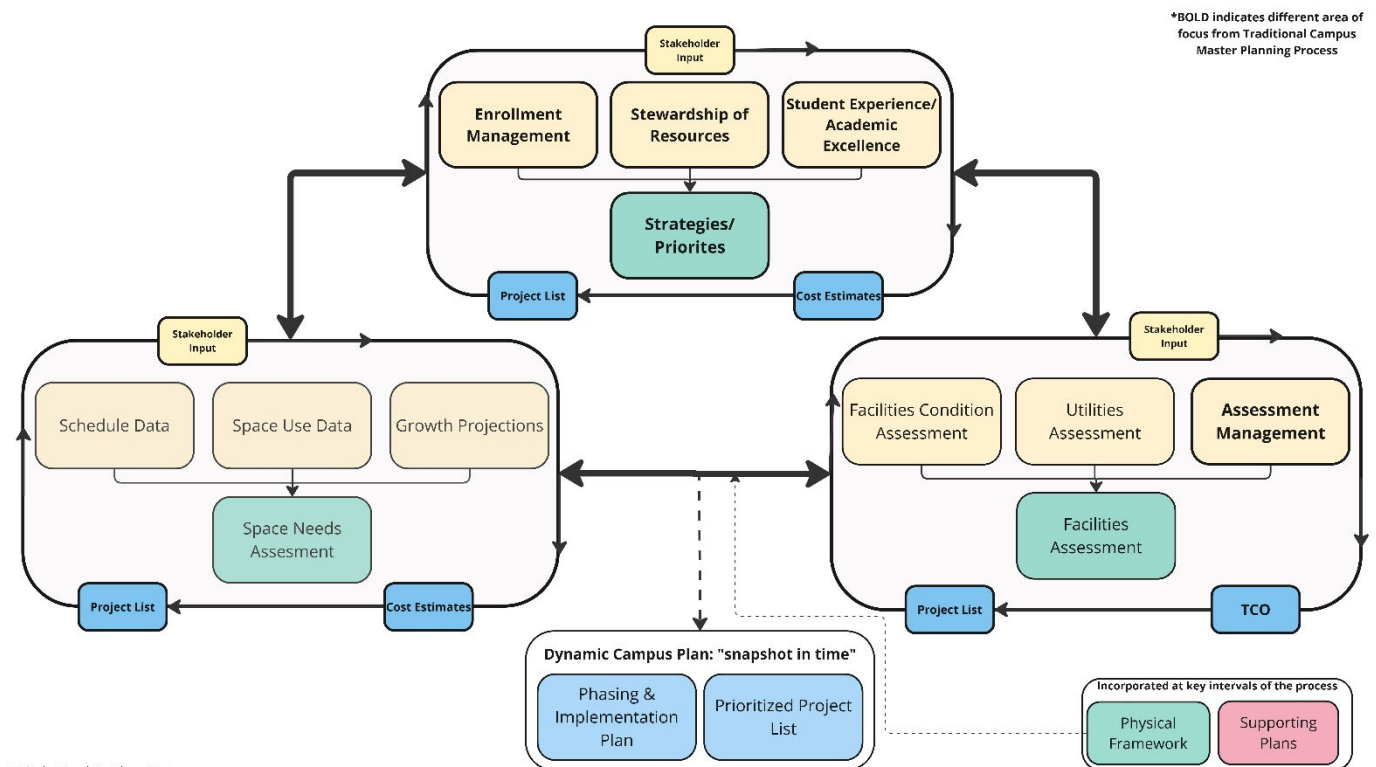 *BOLD indicates different area of
focus from Traditional Campus
Master Planning Process
Stakeholder
Input
Enrollment
Management
Stewardship of
Resources
Student Experience/
Academic
Excellence
Strategies/
Priorites
Project List
Cost Estimates
Stakeholder
Input
Schedule Data
Space Use Data
Growth Projections
Space Needs
Assesment
Project List
Cost Estimates
Stakeholder
Input
Facilities Condition
Assessment
Utilities
Assessment
Assessment
Management
Facilities
Assessment
Project List
TCO
Dynamic Campus Plan: "snapshot in time"
Phasing &
Implementation
Plan
Prioritized Project
List
Incorporated at key intervals of the process
Physical
Framework
Supporting
Plans